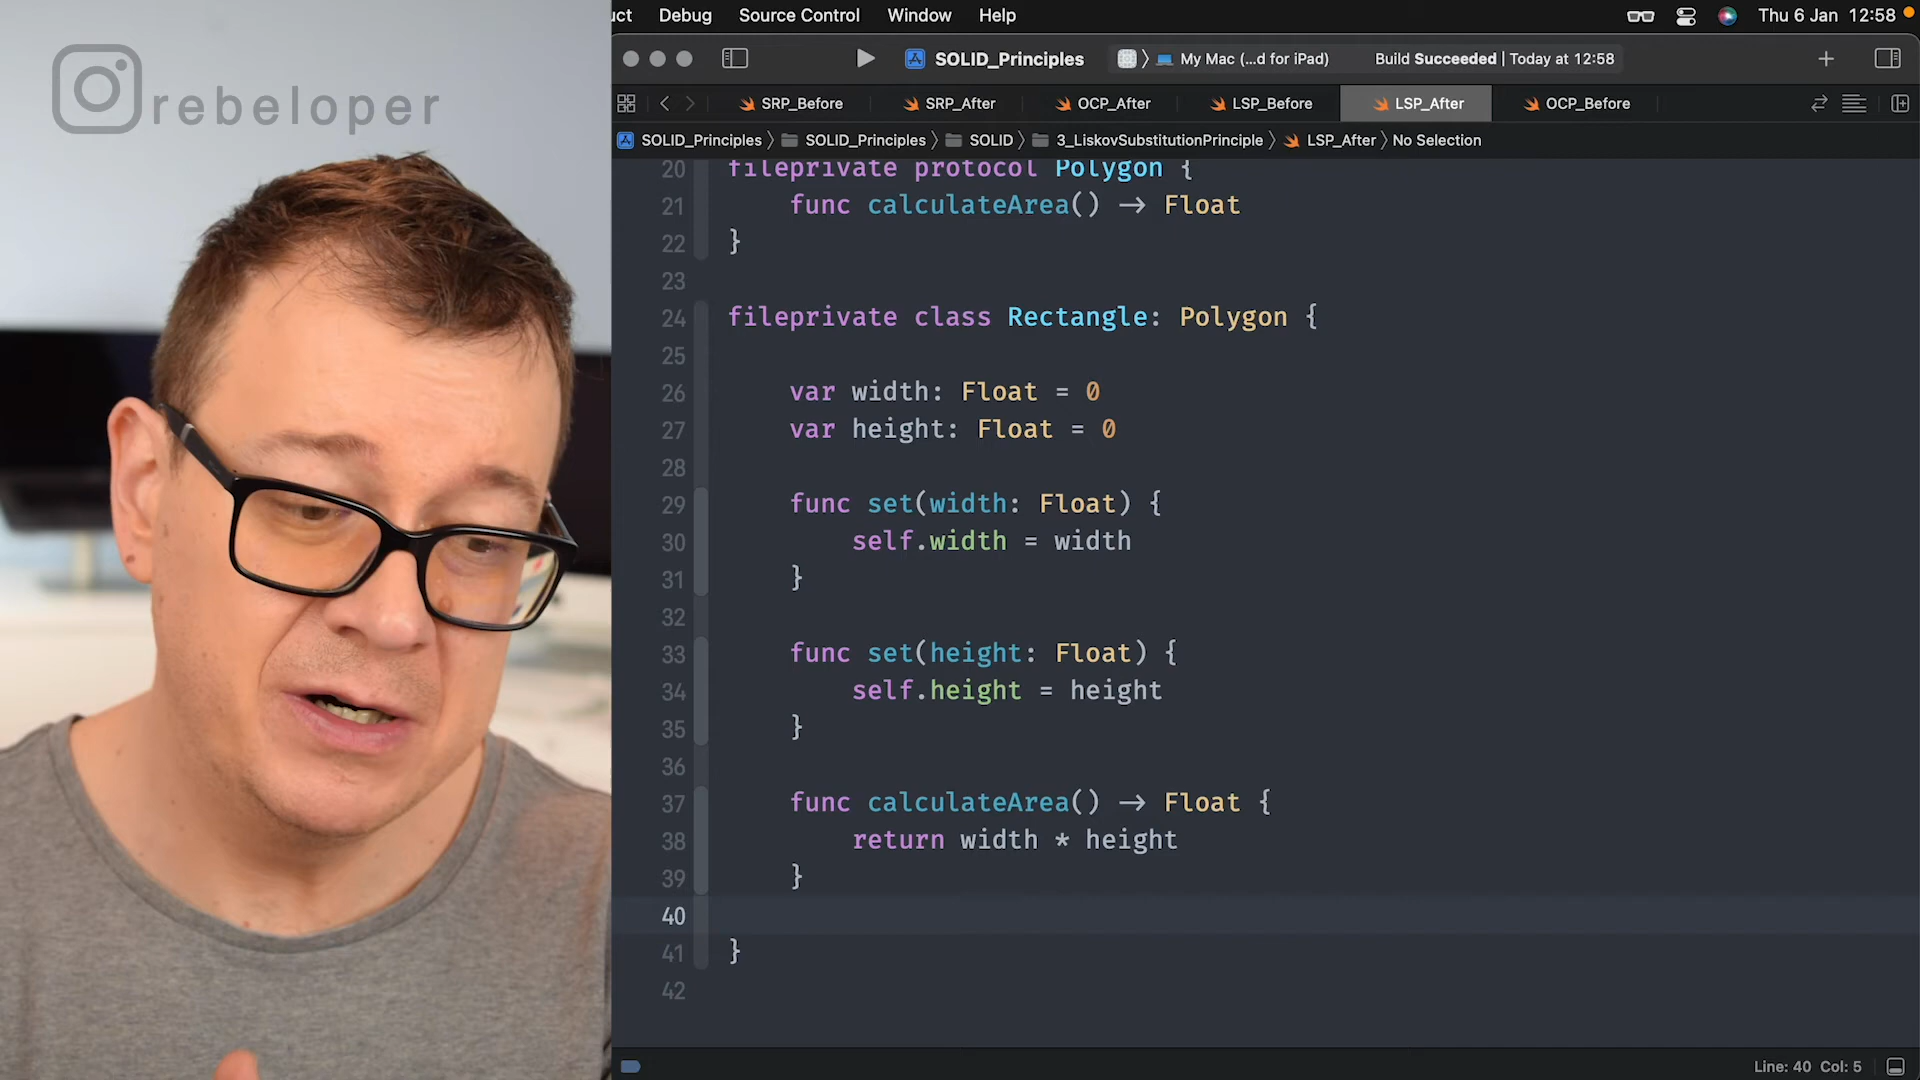 @rebeloper
uct Debug Source Control Window Help Thu 6 Jan 12:58
SOLID_Principles My Mac (...d for iPad) Build Succeeded | Today at 12:58
SRP_Before SRP_After OCP_After LSP_Before LSP_After OCP_Before
SOLID_Principles SOLID_Principles SOLID 3_LiskovSubstitutionPrinciple LSP_After No Selection
20 fileprivate protocol Polygon {
21 func calculateArea() -> Float
22 }
23
24 fileprivate class Rectangle: Polygon {
25
26 var width: Float = 0
27 var height: Float = 0
28
29 func set(width: Float) {
30 self.width = width
31 }
32
33 func set(height: Float) {
34 self.height = height
35 }
36
37 func calculateArea() -> Float {
38 return width * height
39 }
40
41 }
42
Line: 40 Col: 5